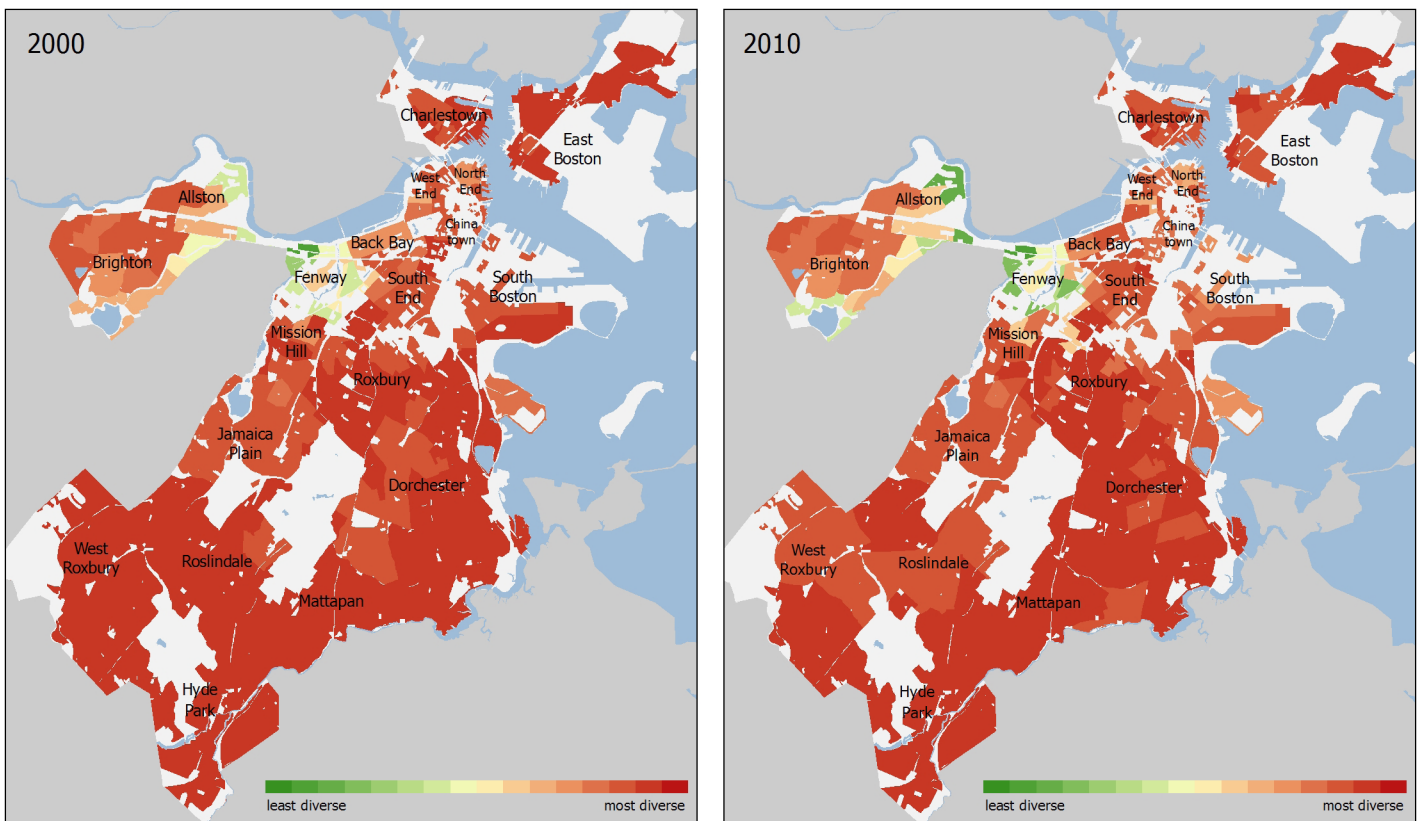 2000
Charlestown
East
Boston
West
End
North
End
Allston
China
town
Back Bay
Brighton
Fenway
South
End
South
Boston
Mission
Hill
Roxbury
Jamaica
Plain
Dorchester
West
Roxbury
Roslindale
Mattapan
Hyde
Park
least diverse
most diverse
2010
Charlestown
East
Boston
West
End
North
End
Allston
China
town
Back Bay
Brighton
Fenway
South
End
South
Boston
Mission
Hill
Roxbury
Jamaica
Plain
Dorchester
West
Roxbury
Roslindale
Mattapan
Hyde
Park
least diverse
most diverse